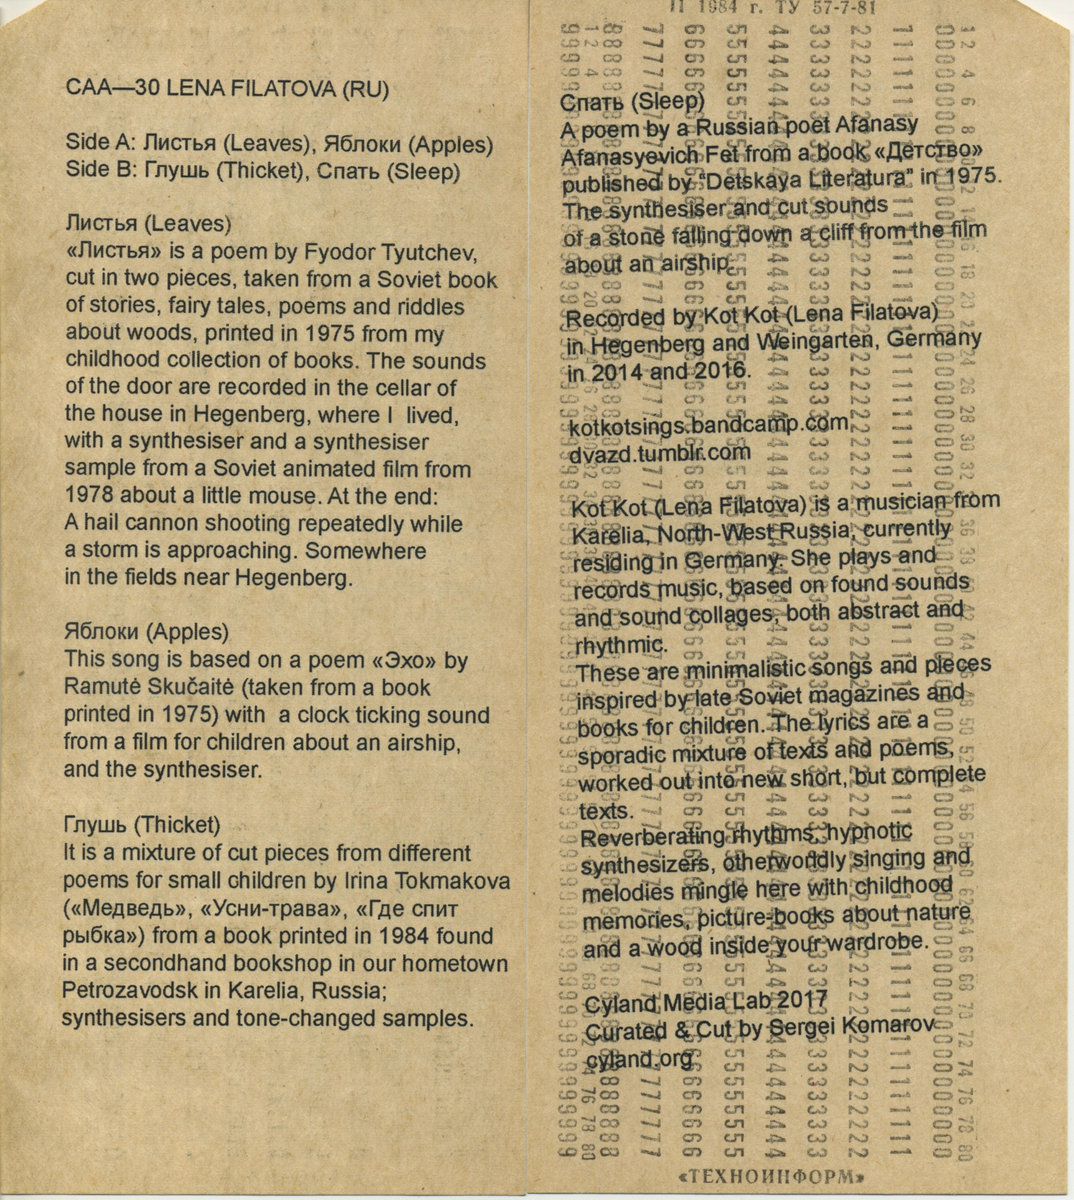 CAA—30 LENA FILATOVA (RU)
Side A: Листья (Leaves), Яблоки (Apples)
Side B: Глушь (Thicket), Спать (Sleep)
Листья (Leaves)
«Листья» is a poem by Fyodor Tyutchev,
cut in two pieces, taken from a Soviet book
of stories, fairy tales, poems and riddles
about woods, printed in 1975 from my
childhood collection of books. The sounds
of the door are recorded in the cellar of
the house in Hegenberg, where I lived,
with a synthesiser and a synthesiser
sample from a Soviet animated film from
1978 about a little mouse. At the end:
A hail cannon shooting repeatedly while
a storm is approaching. Somewhere
in the fields near Hegenberg.
Яблоки (Apples)
This song is based on a poem «Эхо» by
Ramutė Skučaitė (taken from a book
printed in 1975) with a clock ticking sound
from a film for children about an airship,
and the synthesiser.
Глушь (Thicket)
It is a mixture of cut pieces from different
poems for small children by Irina Tokmakova
(«Медведь», «Усни-трава», «Где спит
рыбка») from a book printed in 1984 found
in a secondhand bookshop in our hometown
Petrozavodsk in Karelia, Russia;
synthesisers and tone-changed samples.
1984 г. ТУ 57-7-81
Спать (Sleep)
A poem by a Russian poet Afanasy
Afanasyevich Fet from a book «Детство»
published by "Detskaya Literatura" in 1975.
The synthesiser and cut sounds
of a stone falling down a cliff from the film
about an airship.
Recorded by Kot Kot (Lena Filatova)
in Hegenberg and Weingarten, Germany
in 2014 and 2016.
kotkotsings.bandcamp.com
dvazd.tumblr.com
Kot Kot (Lena Filatova) is a musician from
Karelia, North-West Russia, currently
residing in Germany. She plays and
records music, based on found sounds
and sound collages, both abstract and
rhythmic.
These are minimalistic songs and pieces
inspired by late Soviet magazines and
books for children. The lyrics are a
sporadic mixture of texts and poems,
worked out into new short, but complete
texts.
Reverberating rhythms, hypnotic
synthesizers, otherworldly singing and
melodies mingle here with childhood
memories, picture-books about nature
and a wood inside your wardrobe.
Cyland Media Lab 2017
Curated & Cut by Sergei Komarov
cyland.org
«ТЕХНОИНФОРМ»